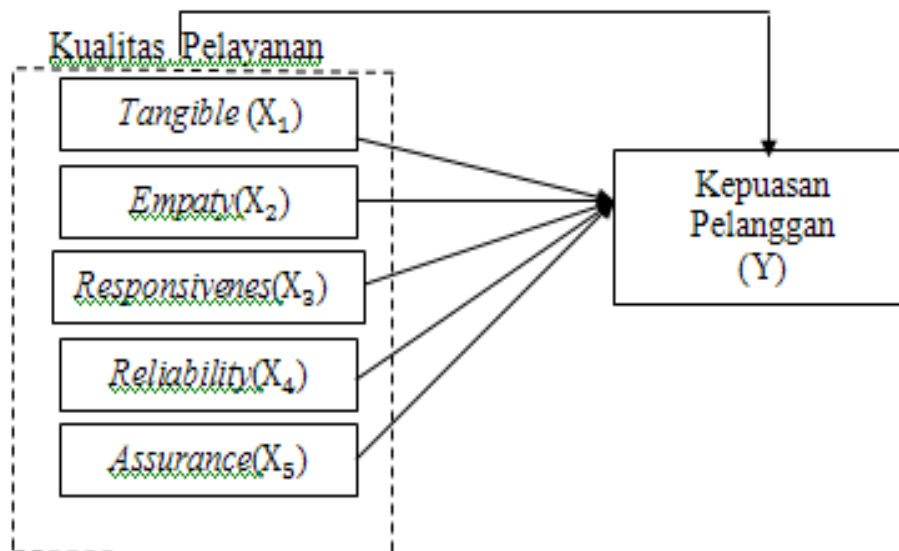 Kualitas Pelayanan
Tangible (X₁)
Empaty(X₂)
Responsivenes(X₃)
Reliability(X₄)
Assurance(X₅)
Kepuasan
Pelanggan
(Y)